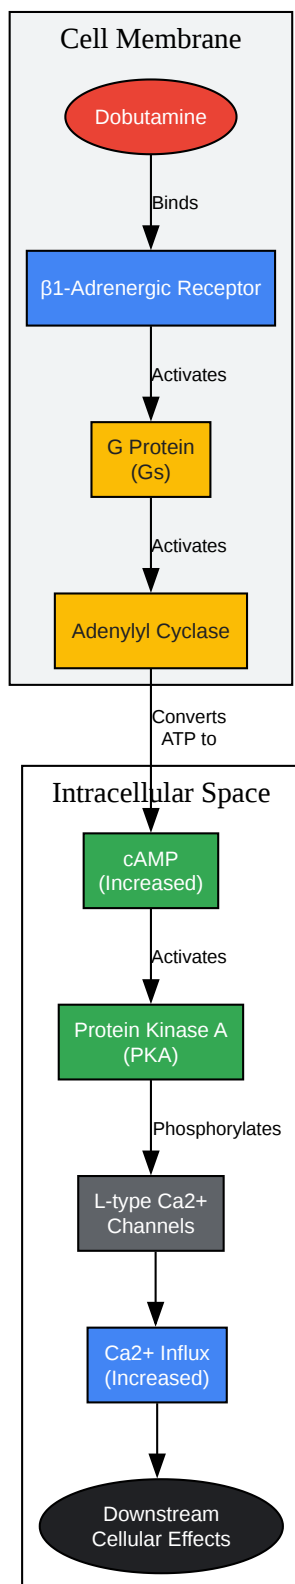 Cell Membrane
Dobutamine
Binds
β1-Adrenergic Receptor
Activates
G Protein
(Gs)
Activates
Adenylyl Cyclase
Converts
ATP to
Intracellular Space
cAMP
(Increased)
Activates
Protein Kinase A
(PKA)
Phosphorylates
L-type Ca2+
Channels
Ca2+ Influx
(Increased)
Downstream
Cellular Effects